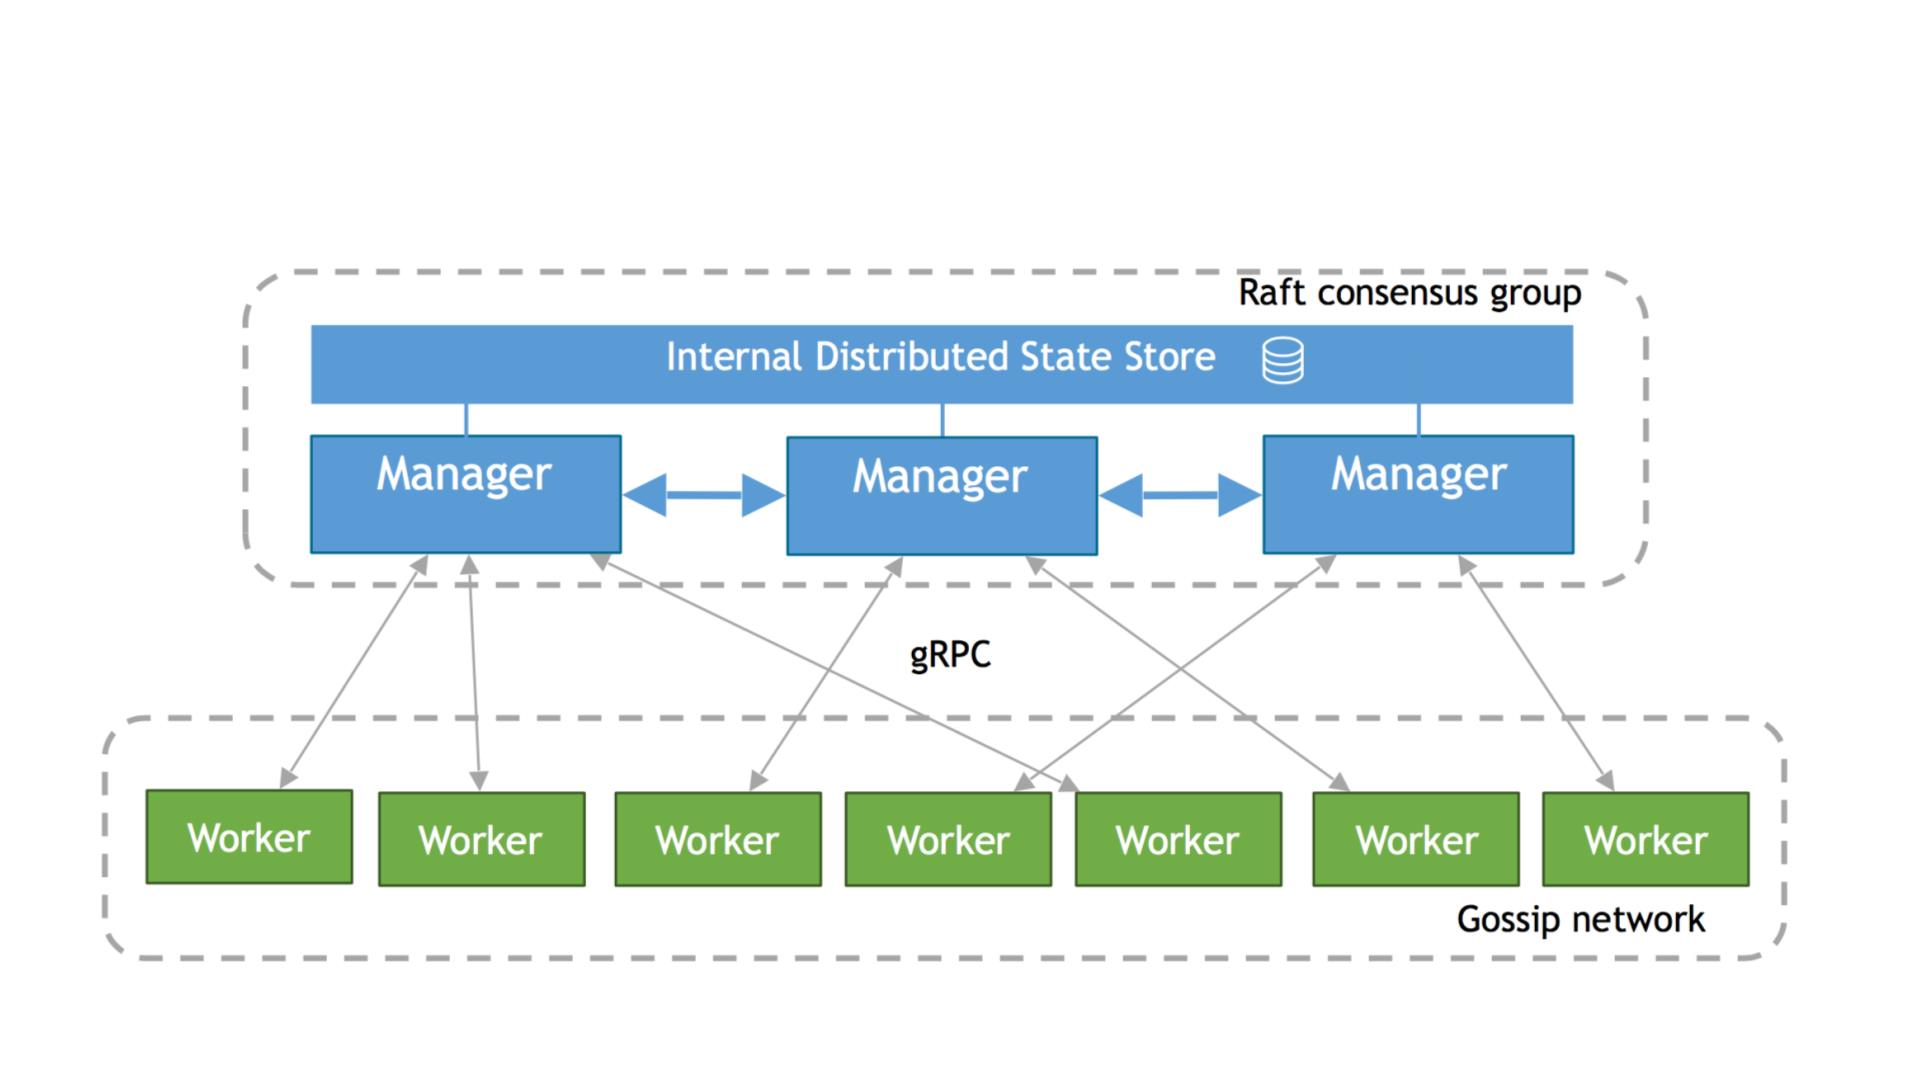 Raft consensus group
Internal Distributed State Store
Manager
Manager
Manager
gRPC
Worker
Worker
Worker
Worker
Worker
Worker
Worker
Gossip network